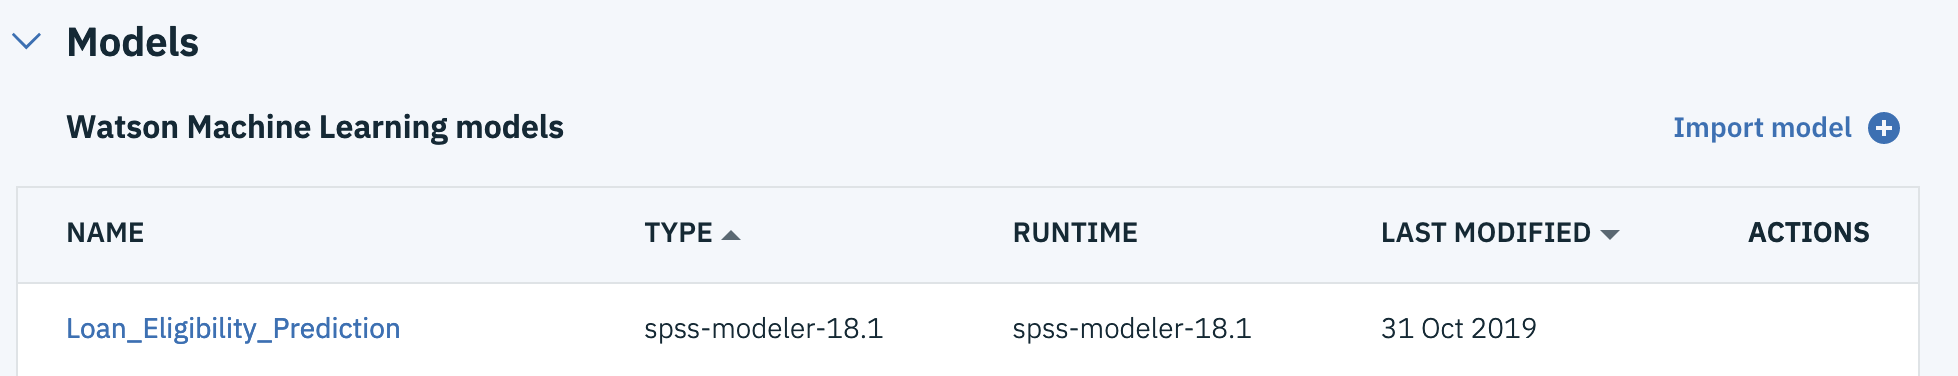 Models
Watson Machine Learning models Import model
NAME TYPE RUNTIME LAST MODIFIED ACTIONS
Loan_Eligibility_Prediction spss-modeler-18.1 spss-modeler-18.1 31 Oct 2019